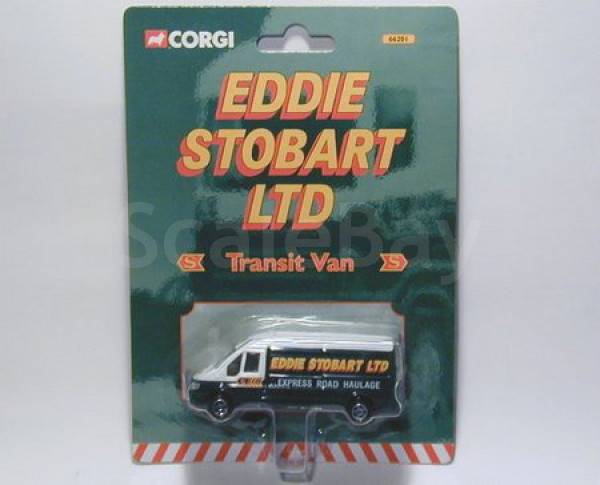 CORGI
66201
EDDIE
STOBART
LTD
S Transit Van S
EDDIE STOBART LTD
EXPRESS ROAD HAULAGE
ScaleBay